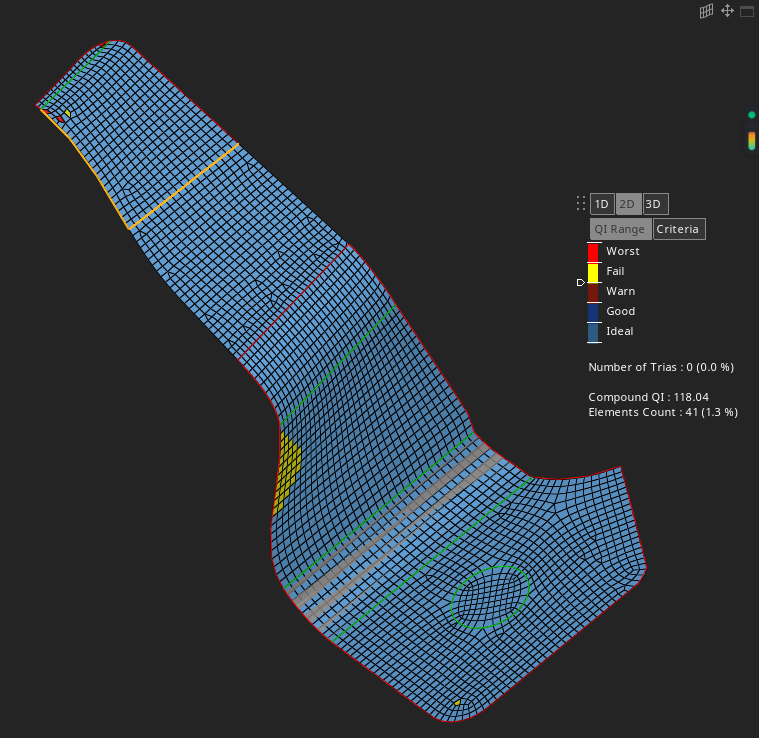 1D 2D 3D
QI Range Criteria
Worst
Fail
Warn
Good
Ideal
Number of Trias : 0 (0.0 %)
Compound QI : 118.04
Elements Count : 41 (1.3 %)